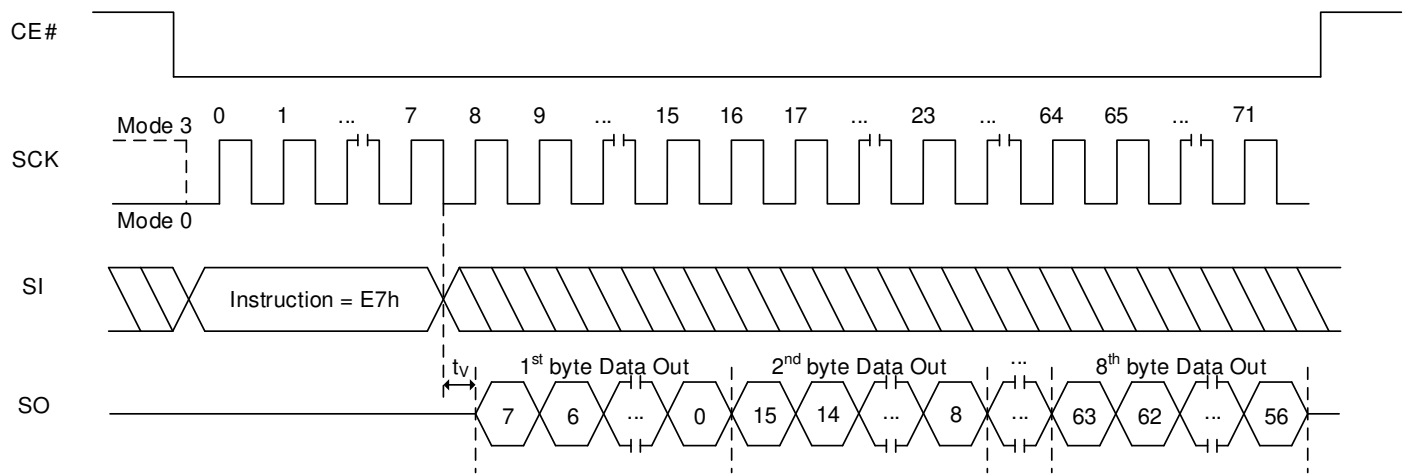 CE#
0 1 ... 7 8 9 ... 15 16 17 ... 23 ... 64 65 ... 71
Mode 3
SCK
Mode 0
SI
Instruction = E7h
tV 1st byte Data Out 2nd byte Data Out ... 8th byte Data Out
SO
7 6 ... 0 15 14 ... 8 ... 63 62 ... 56